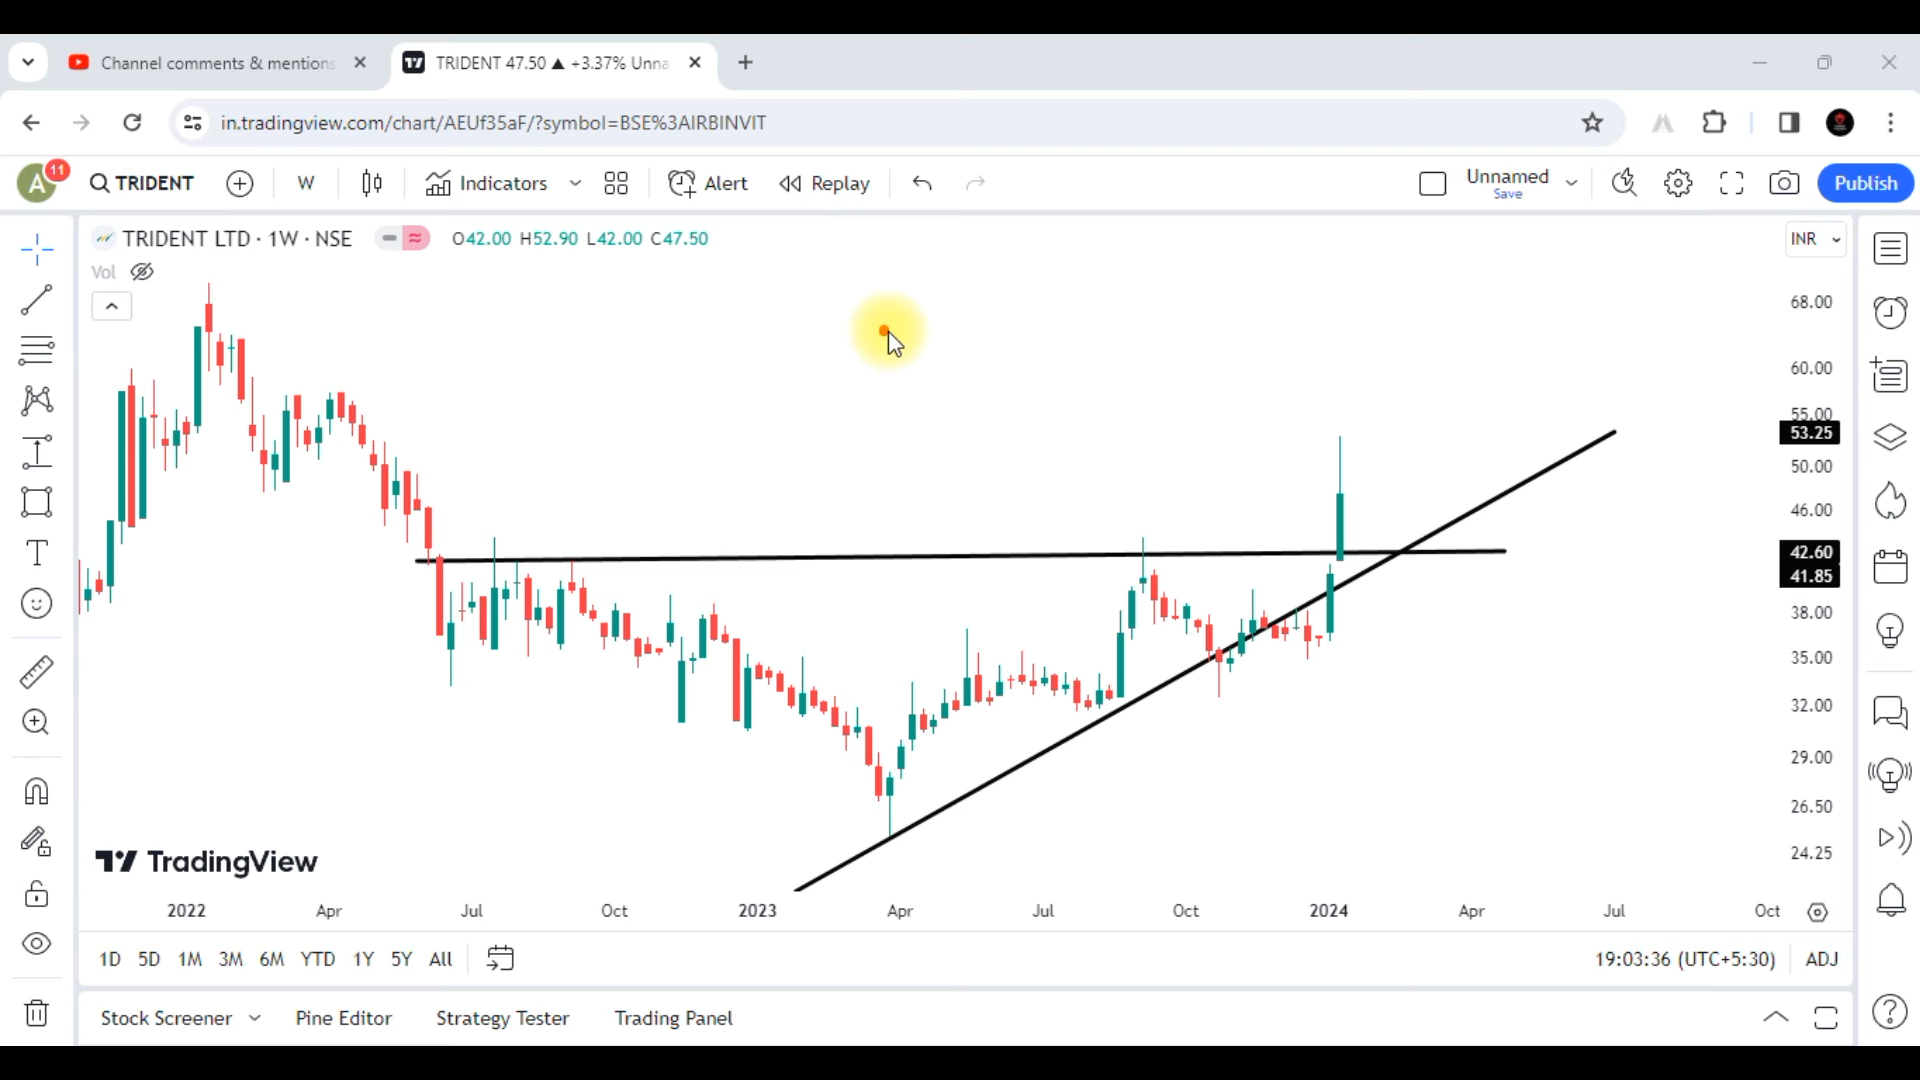 Channel comments & mentions
TRIDENT 47.50 ▲ +3.37% Unna
in.tradingview.com/chart/AEUf35aF/?symbol=BSE%3AIRBINVIT
A 11 TRIDENT W Indicators Alert Replay Unnamed Publish
Save
TRIDENT LTD · 1W · NSE O42.00 H52.90 L42.00 C47.50 INR
Vol
68.00
60.00
55.00
53.25
50.00
46.00
42.60
41.85
38.00
35.00
32.00
29.00
26.50
24.25
TradingView
2022 Apr Jul Oct 2023 Apr Jul Oct 2024 Apr Jul Oct
1D 5D 1M 3M 6M YTD 1Y 5Y All 19:03:36 (UTC+5:30) ADJ
Stock Screener Pine Editor Strategy Tester Trading Panel